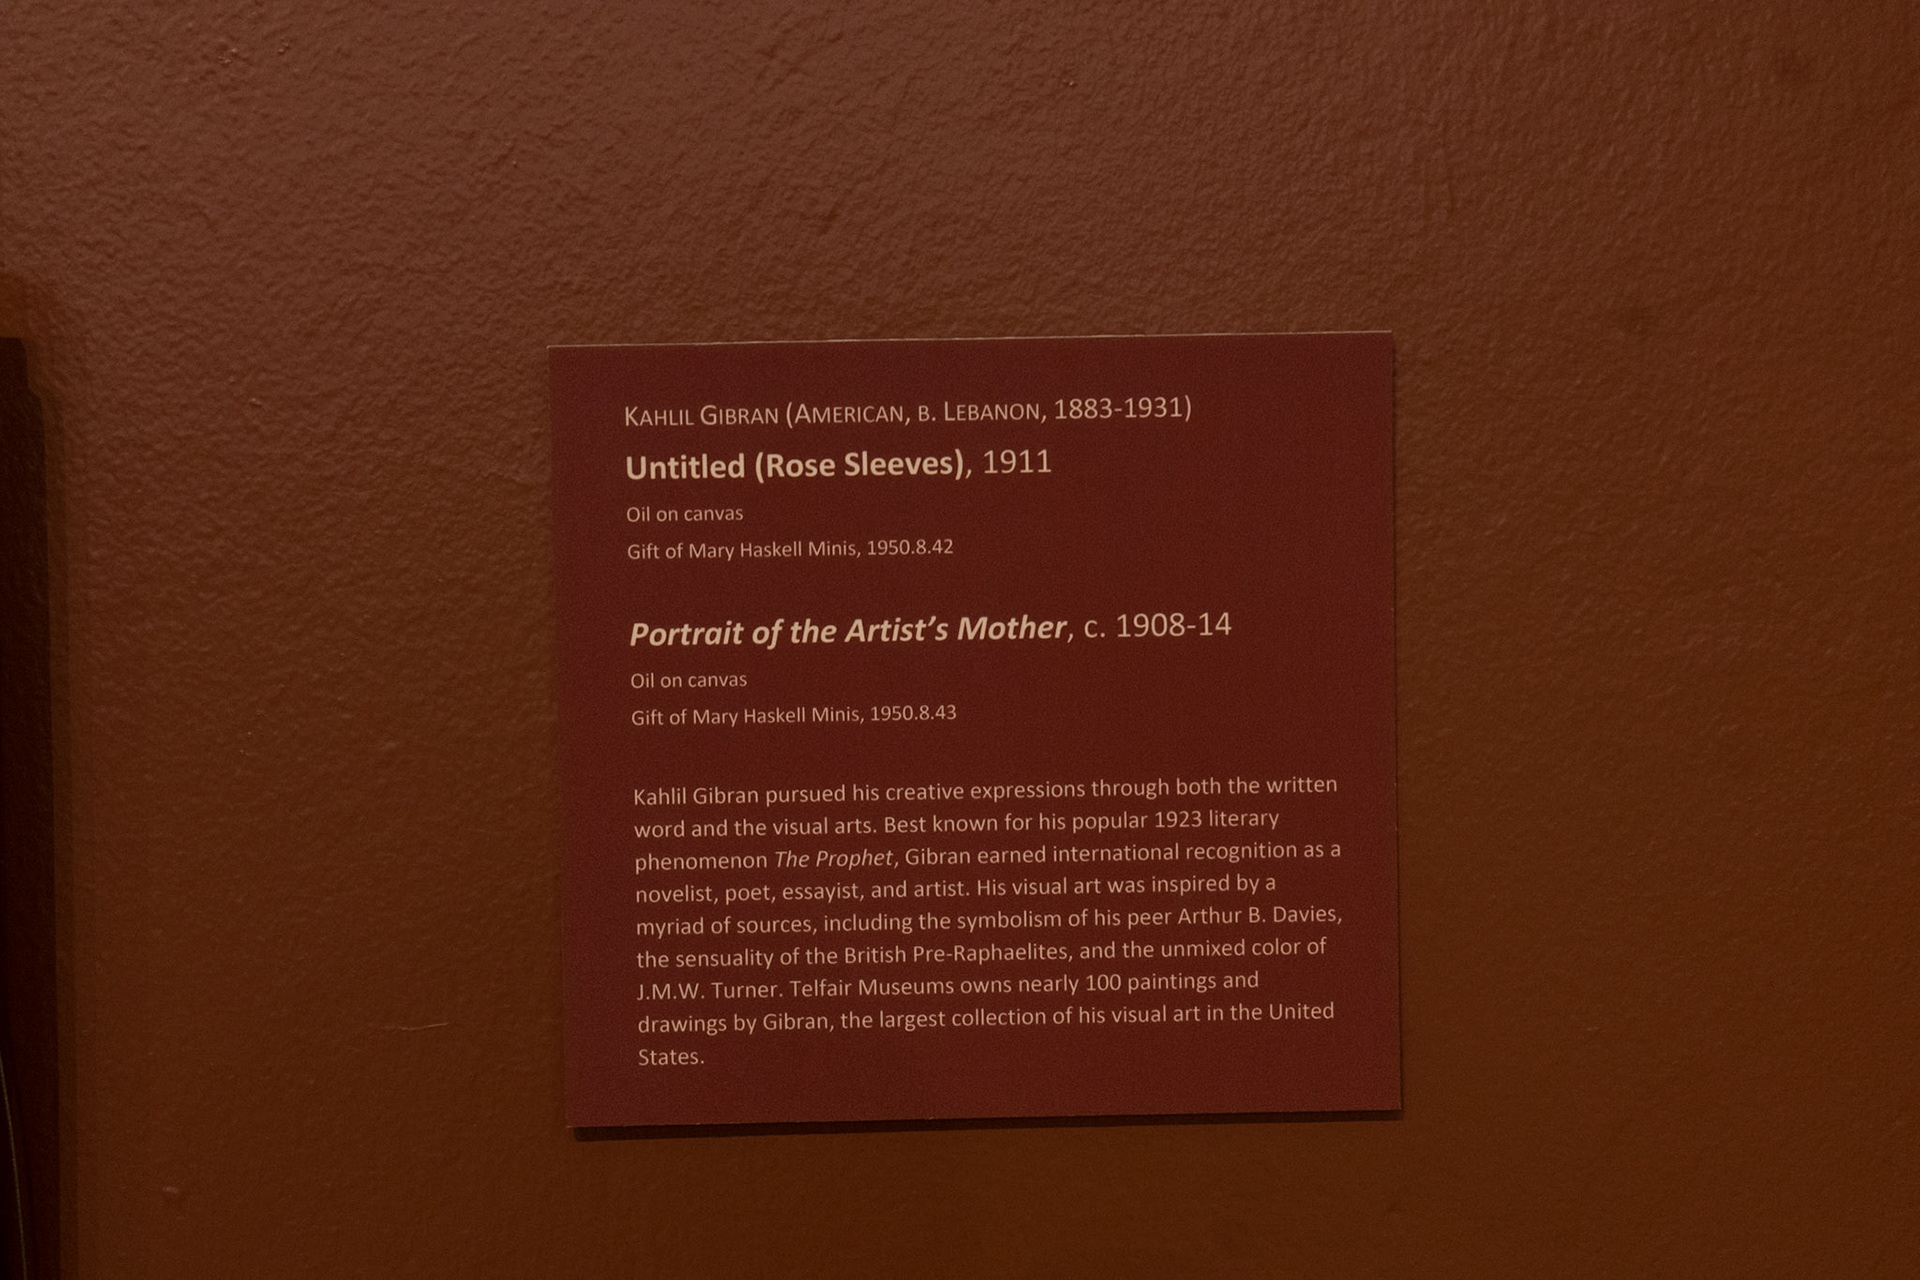 KAHLIL GIBRAN (AMERICAN, B. LEBANON, 1883-1931)
Untitled (Rose Sleeves), 1911
Oil on canvas
Gift of Mary Haskell Minis, 1950.8.42
Portrait of the Artist’s Mother, c. 1908-14
Oil on canvas
Gift of Mary Haskell Minis, 1950.8.43
Kahlil Gibran pursued his creative expressions through both the written
word and the visual arts. Best known for his popular 1923 literary
phenomenon The Prophet, Gibran earned international recognition as a
novelist, poet, essayist, and artist. His visual art was inspired by a
myriad of sources, including the symbolism of his peer Arthur B. Davies,
the sensuality of the British Pre-Raphaelites, and the unmixed color of
J.M.W. Turner. Telfair Museums owns nearly 100 paintings and
drawings by Gibran, the largest collection of his visual art in the United
States.